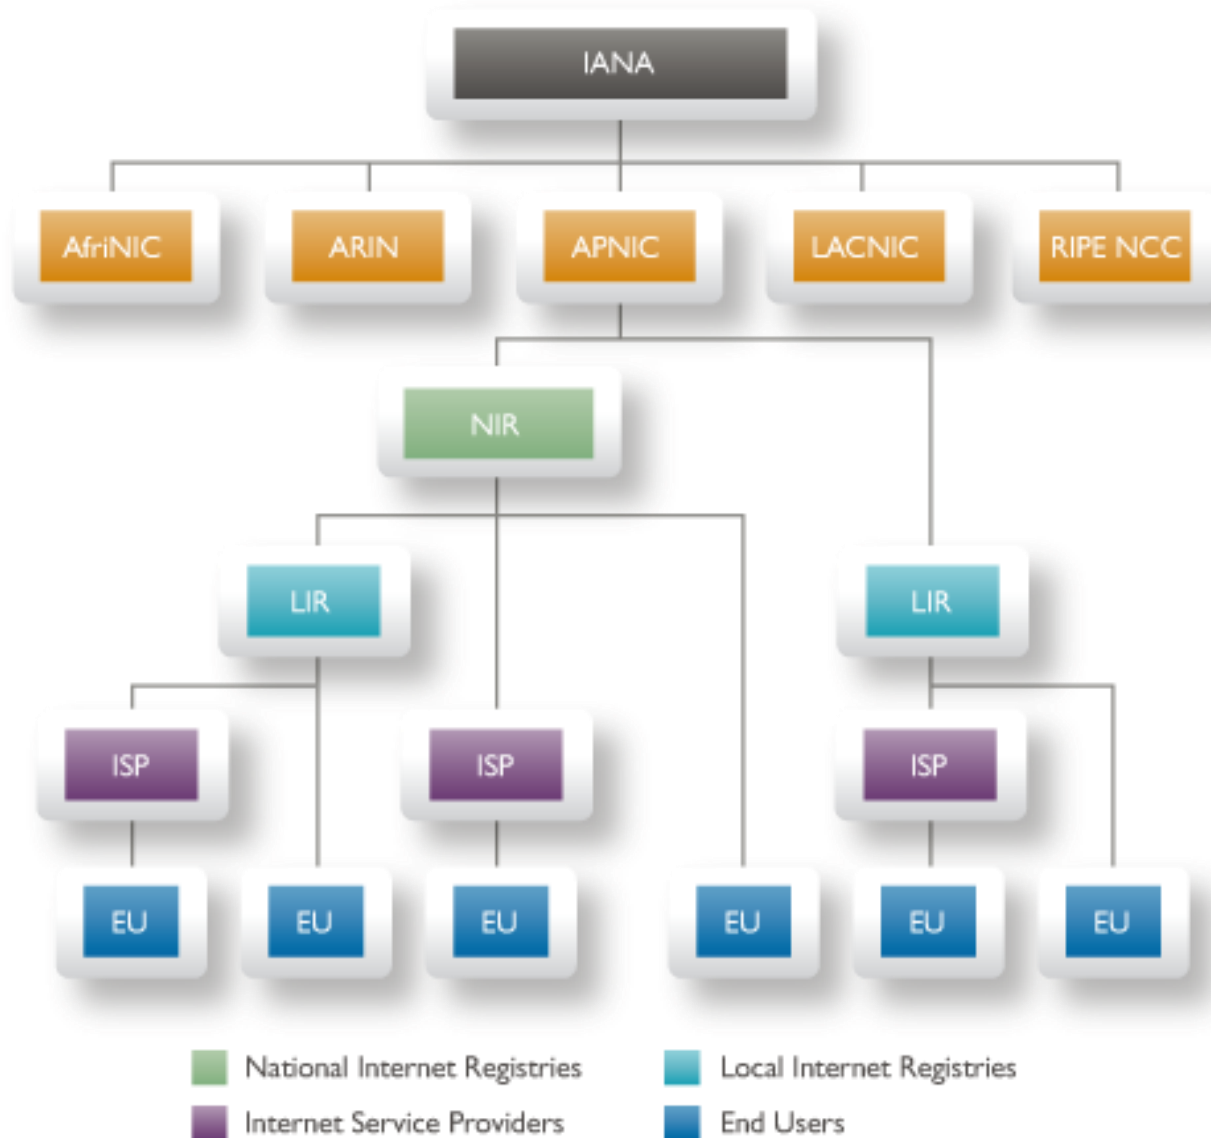 IANA
AfriNIC ARIN APNIC LACNIC RIPE NCC
NIR
LIR LIR
ISP ISP ISP
EU EU EU EU EU EU
National Internet Registries Local Internet Registries
Internet Service Providers End Users